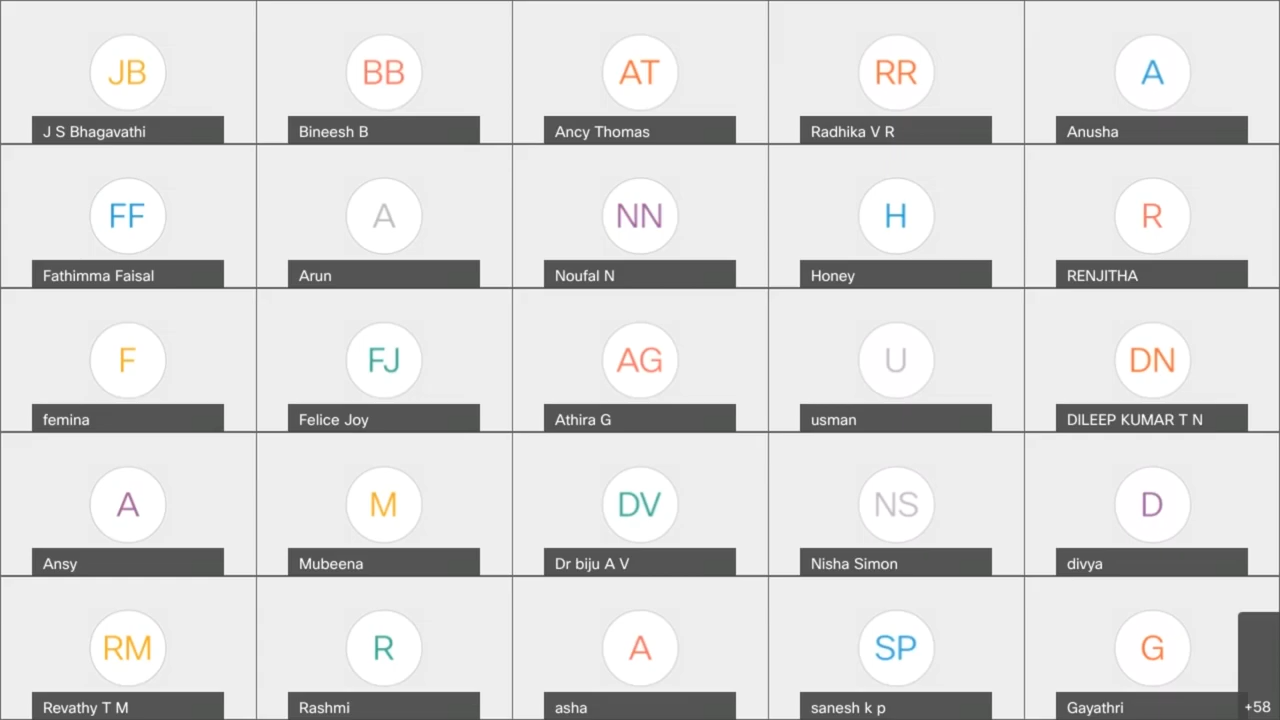 JB BB AT RR A
J S Bhagavathi Bineesh B Ancy Thomas Radhika V R Anusha
FF A NN H R
Fathimma Faisal Arun Noufal N Honey RENJITHA
F FJ AG U DN
femina Felice Joy Athira G usman DILEEP KUMAR T N
A M DV NS D
Ansy Mubeena Dr biju A V Nisha Simon divya
RM R A SP G
Revathy T M Rashmi asha sanesh k p Gayathri +58